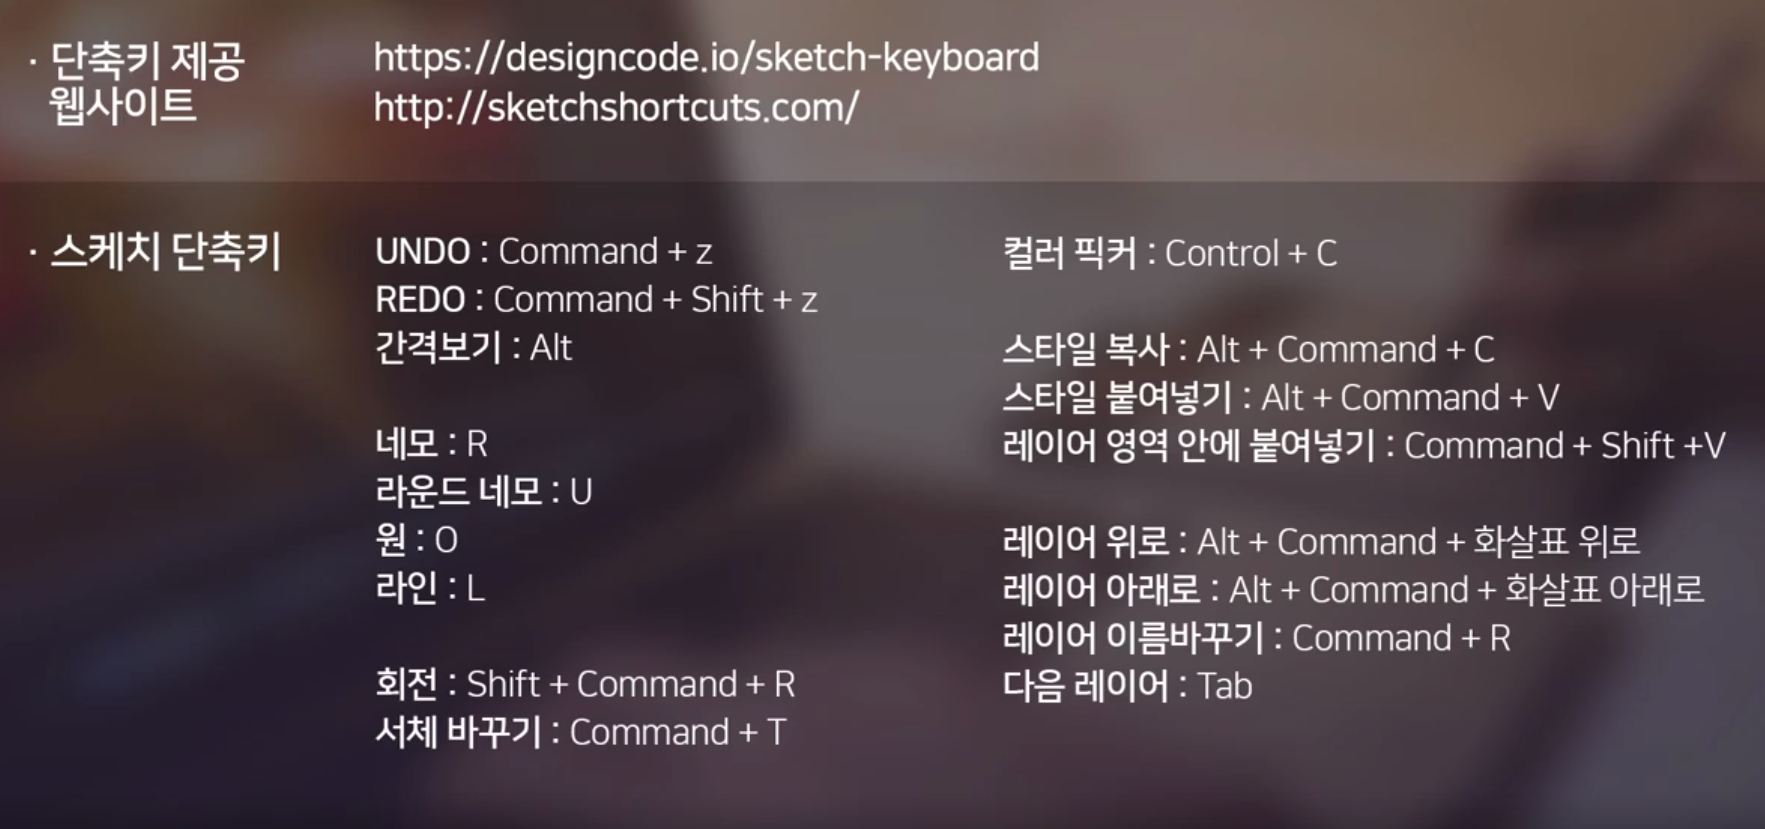 · 단축키 제공
웹사이트
https://designcode.io/sketch-keyboard
http://sketchshortcuts.com/
· 스케치 단축키
UNDO : Command + z
REDO : Command + Shift + z
간격보기 : Alt
네모 : R
라운드 네모 : U
원 : O
라인 : L
회전 : Shift + Command + R
서체 바꾸기 : Command + T
컬러 픽커 : Control + C
스타일 복사 : Alt + Command + C
스타일 붙여넣기 : Alt + Command + V
레이어 영역 안에 붙여넣기 : Command + Shift +V
레이어 위로 : Alt + Command + 화살표 위로
레이어 아래로 : Alt + Command + 화살표 아래로
레이어 이름바꾸기 : Command + R
다음 레이어 : Tab